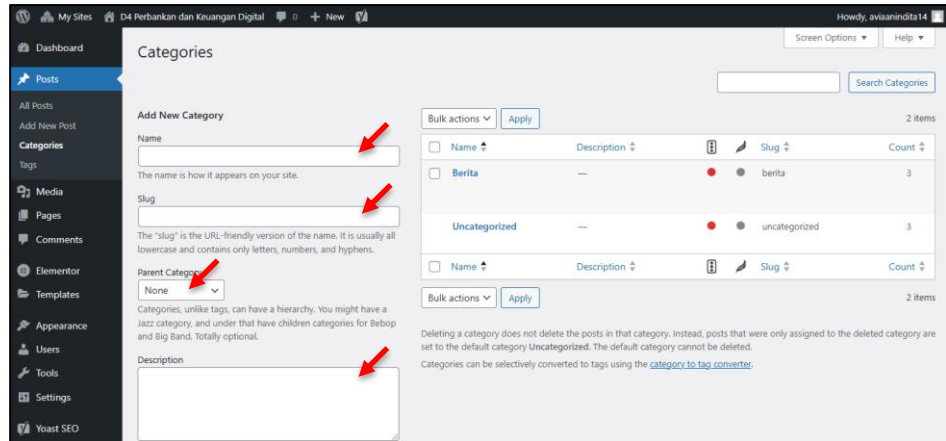 My Sites D4 Perbankan dan Keuangan Digital 0 + New Howdy, aviaanindita14
Screen Options Help
Dashboard
Posts
All Posts
Add New Post
Categories
Tags
Media
Pages
Comments
Elementor
Templates
Appearance
Users
Tools
Settings
Yoast SEO
Categories
Search Categories
Add New Category
Name
The name is how it appears on your site.
Slug
The "slug" is the URL-friendly version of the name. It is usually all
lowercase and contains only letters, numbers, and hyphens.
Parent Category
None
Categories, unlike tags, can have a hierarchy. You might have a
Jazz category, and under that have children categories for Bebop
and Big Band. Totally optional.
Description
Bulk actions Apply 2 items
Name Description Slug Count
Berita — berita 3
Uncategorized — uncategorized 3
Name Description Slug Count
Bulk actions Apply 2 items
Deleting a category does not delete the posts in that category. Instead, posts that were only assigned to the deleted category are
set to the default category Uncategorized. The default category cannot be deleted.
Categories can be selectively converted to tags using the category to tag converter.